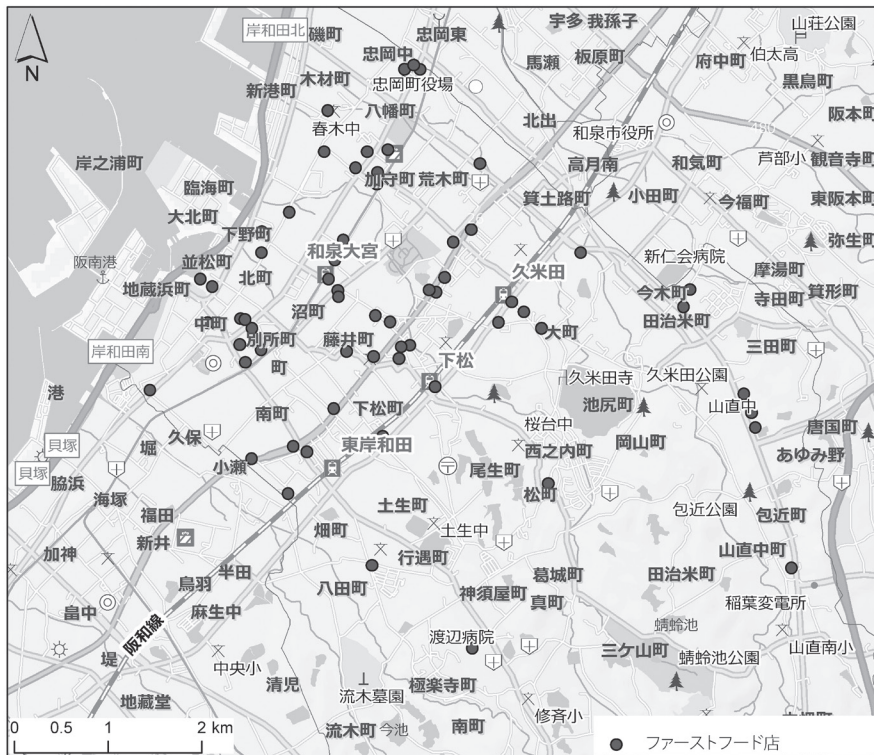 岸和田北
磯町
忠岡東
宇多 我孫子
山荘公園
忠岡中
馬瀬
板原町
府中町
伯太高
忠岡町役場
木材町
新港町
黒鳥町
八幡町
春木中
北出
阪本町
和泉市役所
480
岸之浦町
芦部小
観音寺町
高月南
和気町
加守町
荒木町
臨海町
箕土路町
小田町
今福町
東阪本町
大北町
下野町
弥生町
和泉大宮
新仁会病院
並松町
阪南港
北町
久米田
摩湯町
地蔵浜町
今木町
寺田町
箕形町
沼町
田治米町
中町
別所町
大町
藤井町
三田町
岸和田南
町
下松
港
久米田寺
久米田公園
池尻町
山直中
南町
下松町
桜台中
唐国町
堀
久保
東岸和田
西之内町
岡山町
あゆみ野
貝塚
貝塚
小瀬
尾生町
脇浜
海塚
松町
土生町
包近公園
包近町
福田
畑町
土生中
新井
山直中町
加神
行遇町
半田
葛城町
田治米町
鳥羽
八田町
神須屋町
稲葉変電所
畠中
麻生中
真町
蜻蛉池
阪和線
渡辺病院
三ケ山町
山直南小
堤
中央小
蜻蛉池公園
清児
極楽寺町
流木墓園
地蔵堂
修斉小
流木町
今池
南町
N
0 0.5 1 2 km
ファーストフード店